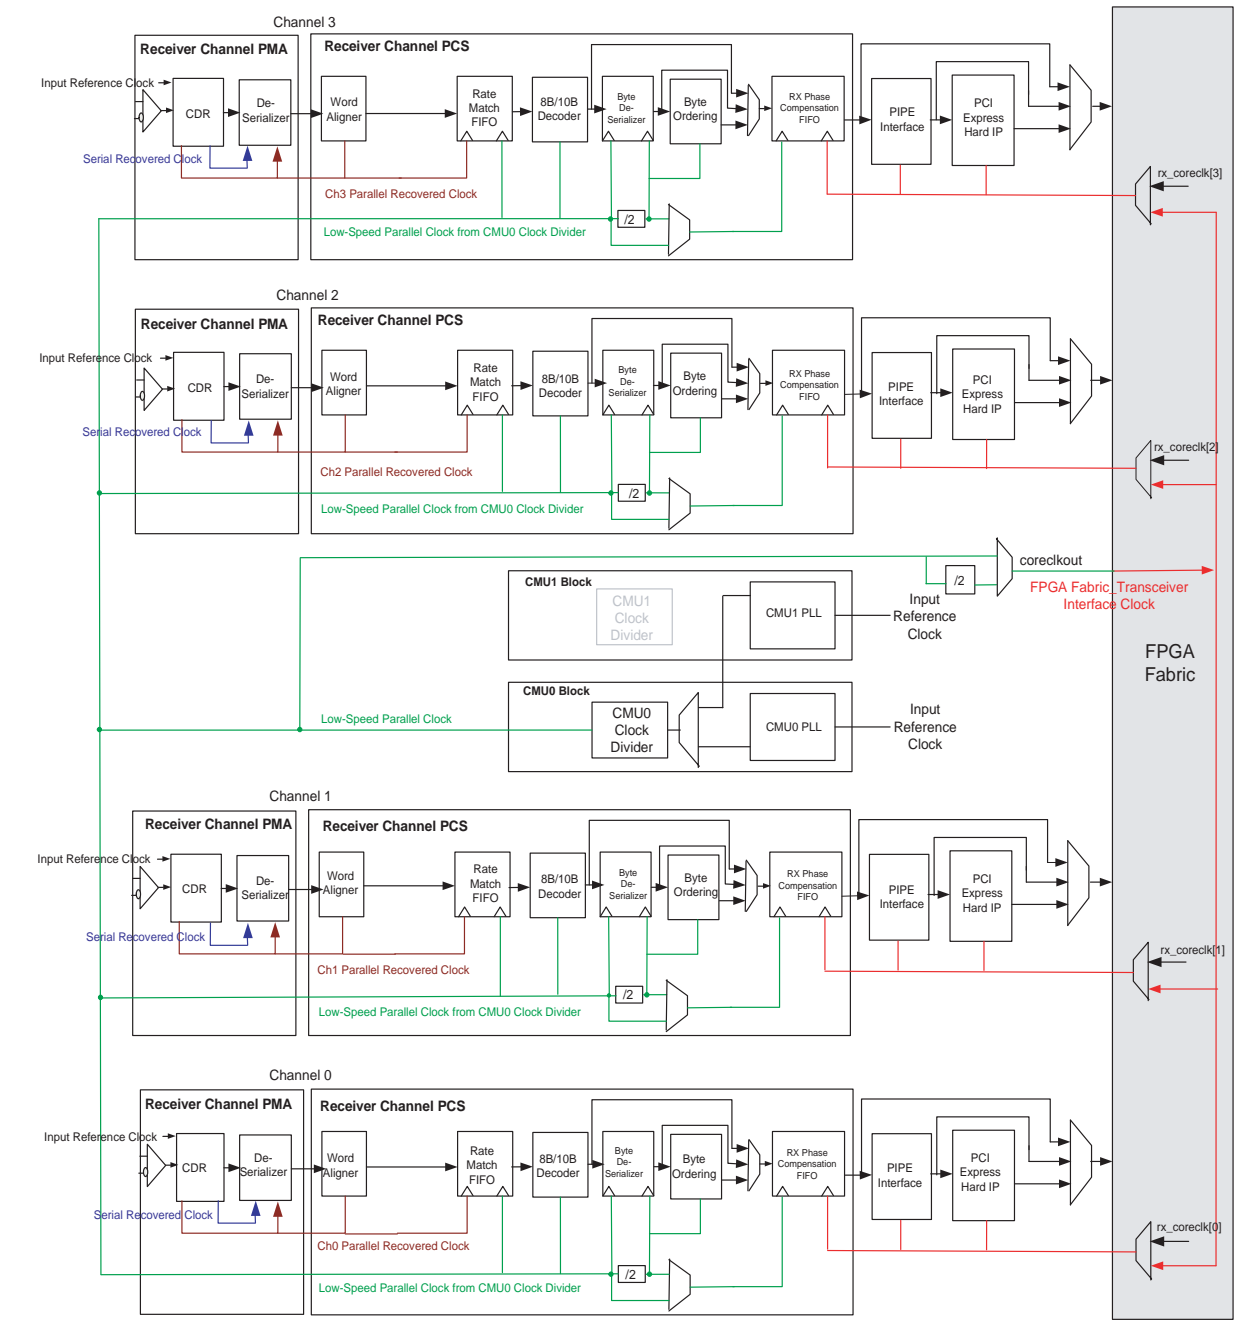 Channel 3
Receiver Channel PMA
Receiver Channel PCS
Input Reference Clock
CDR
De-
Serializer
Word
Aligner
Rate
Match
FIFO
8B/10B
Decoder
Byte
De-
Serializer
Byte
Ordering
RX Phase
Compensation
FIFO
PIPE
Interface
PCI
Express
Hard IP
Serial Recovered Clock
Ch3 Parallel Recovered Clock
rx_coreclk[3]
/2
Low-Speed Parallel Clock from CMU0 Clock Divider
Channel 2
Receiver Channel PMA
Receiver Channel PCS
Input Reference Clock
CDR
De-
Serializer
Word
Aligner
Rate
Match
FIFO
8B/10B
Decoder
Byte
De-
Serializer
Byte
Ordering
RX Phase
Compensation
FIFO
PIPE
Interface
PCI
Express
Hard IP
Serial Recovered Clock
Ch2 Parallel Recovered Clock
rx_coreclk[2]
/2
Low-Speed Parallel Clock from CMU0 Clock Divider
coreclkout
/2
FPGA Fabric_Transceiver
Interface Clock
CMU1 Block
CMU1
Clock
Divider
CMU1 PLL
Input
Reference
Clock
FPGA
Fabric
CMU0 Block
Low-Speed Parallel Clock
CMU0
Clock
Divider
CMU0 PLL
Input
Reference
Clock
Channel 1
Receiver Channel PMA
Receiver Channel PCS
Input Reference Clock
CDR
De-
Serializer
Word
Aligner
Rate
Match
FIFO
8B/10B
Decoder
Byte
De-
Serializer
Byte
Ordering
RX Phase
Compensation
FIFO
PIPE
Interface
PCI
Express
Hard IP
Serial Recovered Clock
Ch1 Parallel Recovered Clock
rx_coreclk[1]
/2
Low-Speed Parallel Clock from CMU0 Clock Divider
Channel 0
Receiver Channel PMA
Receiver Channel PCS
Input Reference Clock
CDR
De-
Serializer
Word
Aligner
Rate
Match
FIFO
8B/10B
Decoder
Byte
De-
Serializer
Byte
Ordering
RX Phase
Compensation
FIFO
PIPE
Interface
PCI
Express
Hard IP
Serial Recovered Clock
Ch0 Parallel Recovered Clock
rx_coreclk[0]
/2
Low-Speed Parallel Clock from CMU0 Clock Divider